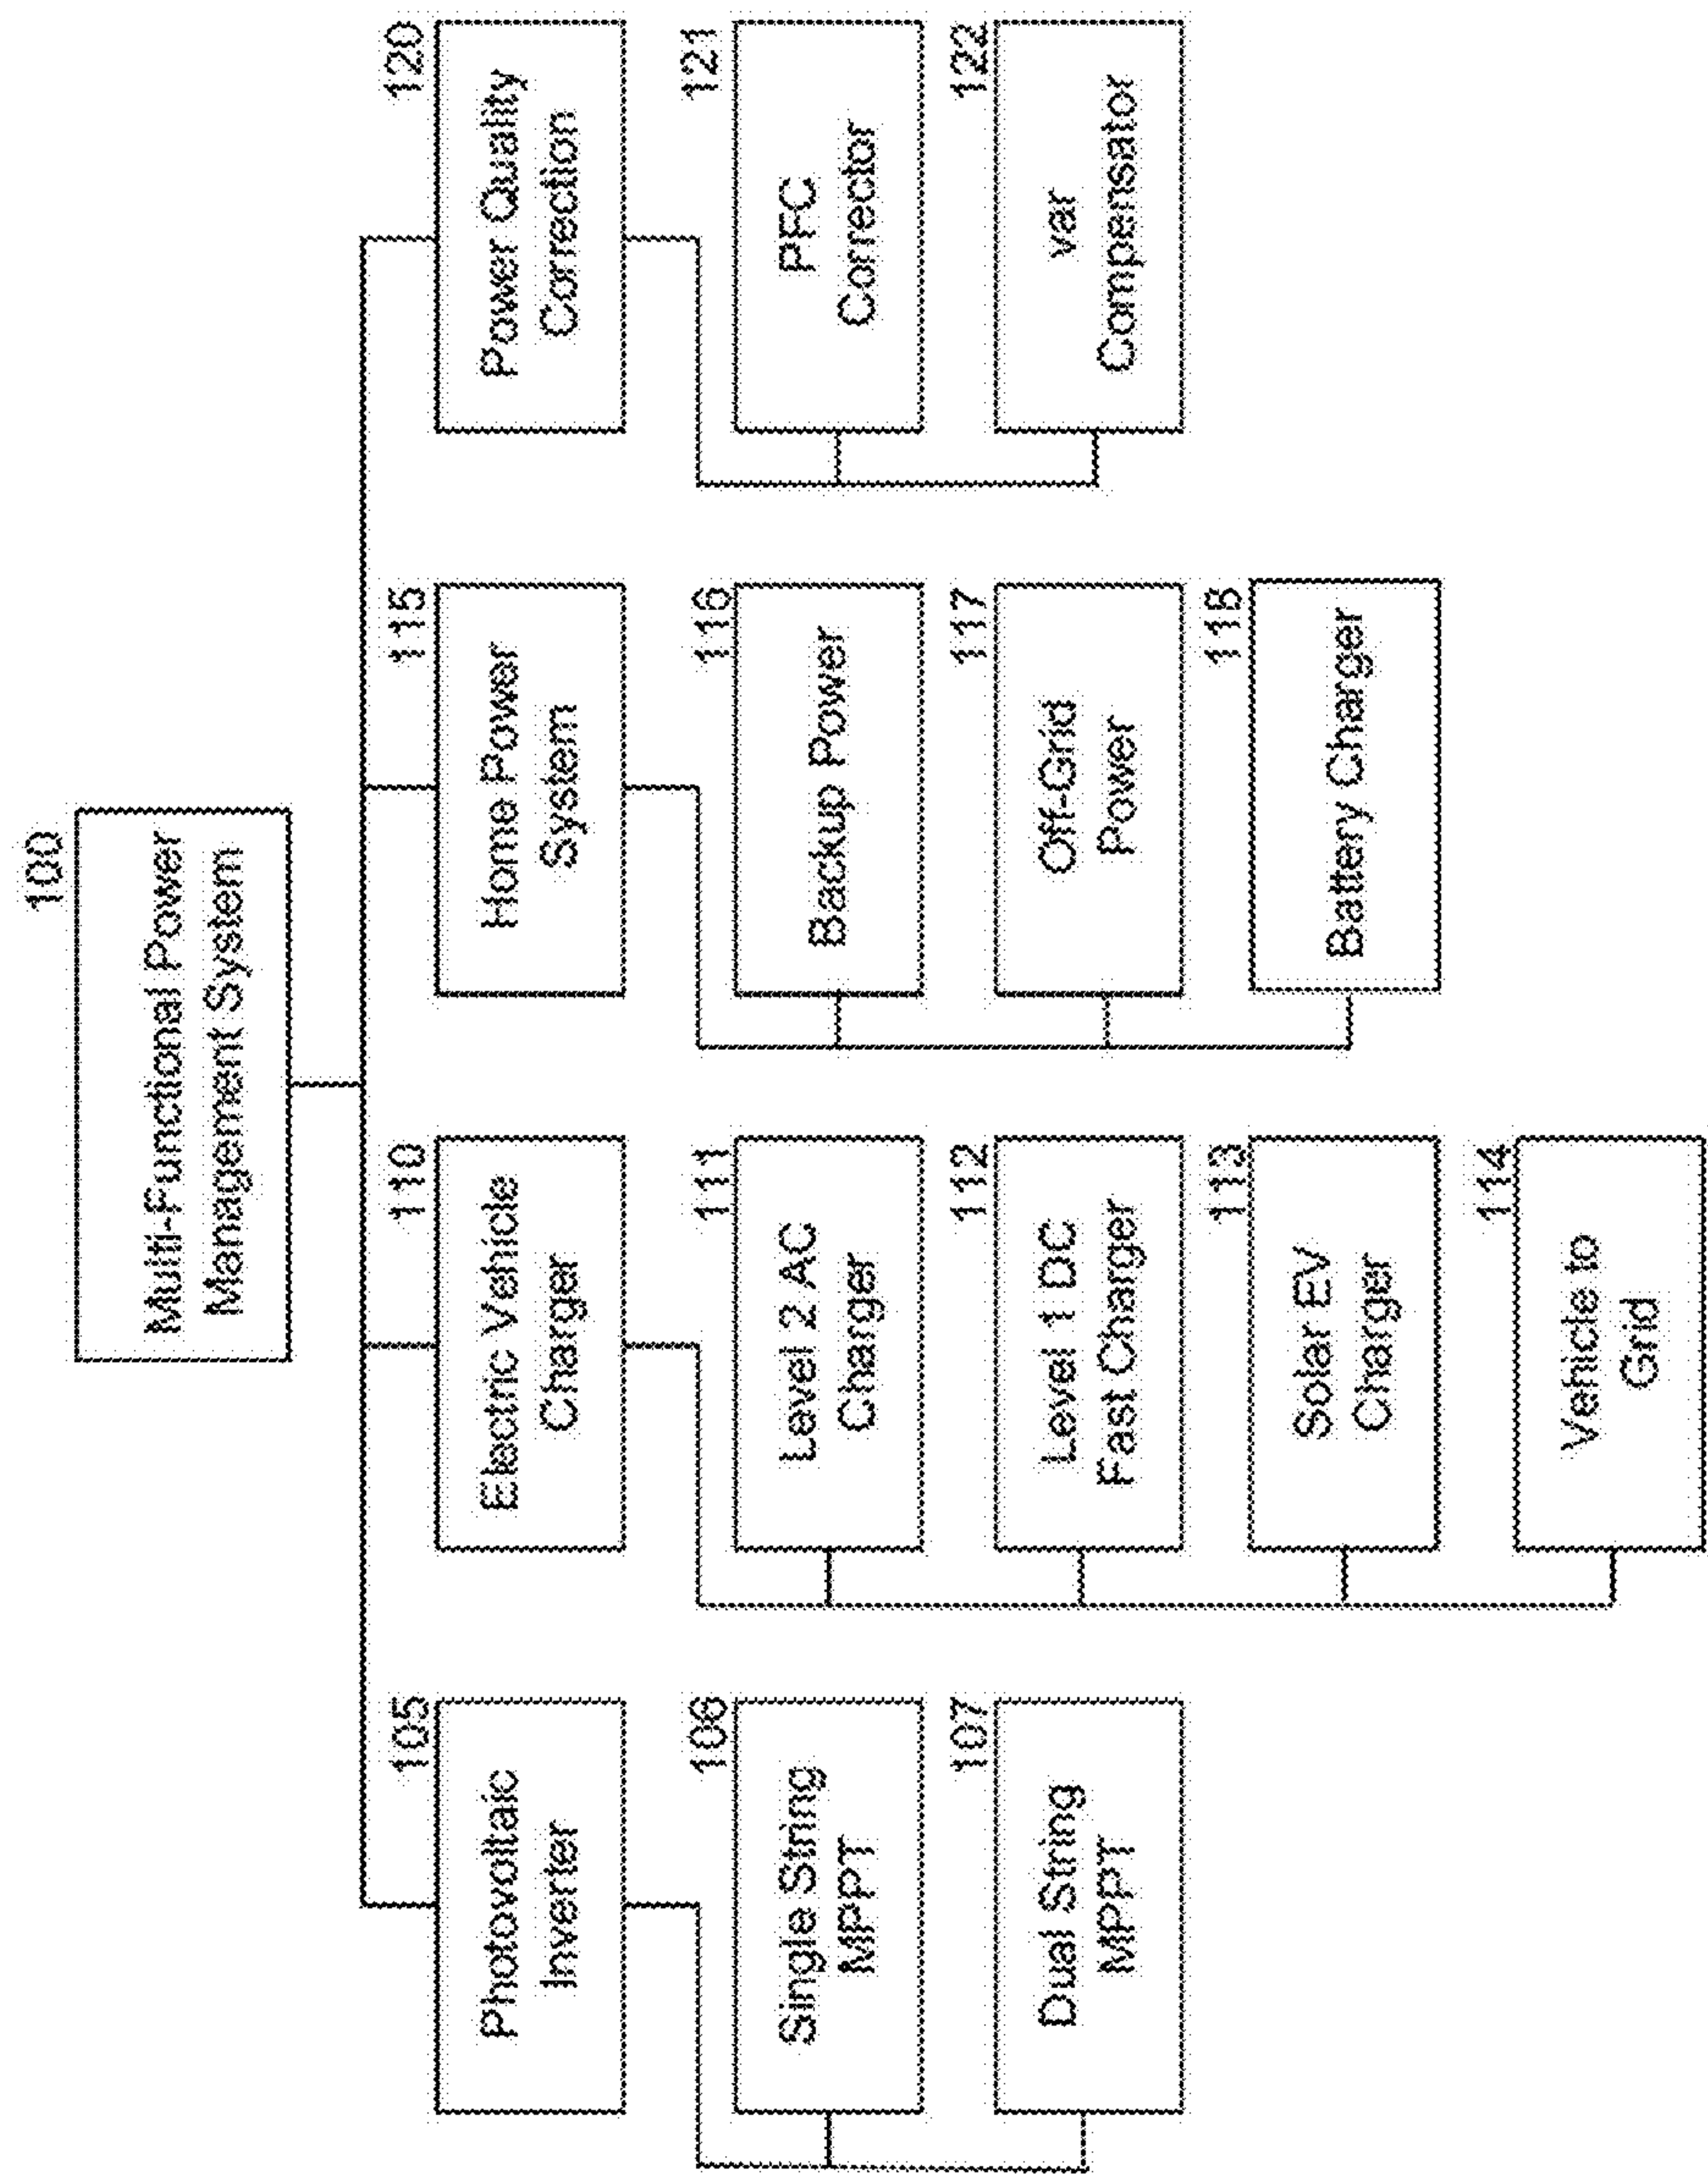 100
Multi-Functional Power
Management System
105
Photovoltaic
Inverter
106
Single String
MPPT
107
Dual String
MPPT
110
Electric Vehicle
Charger
111
Level 2 AC
Charger
112
Level 1 DC
Fast Charger
113
Solar EV
Charger
114
Vehicle to
Grid
115
Home Power
System
116
Backup Power
117
Off-Grid
Power
118
Battery Charger
120
Power Quality
Correction
121
PFC
Corrector
122
var
Compensator